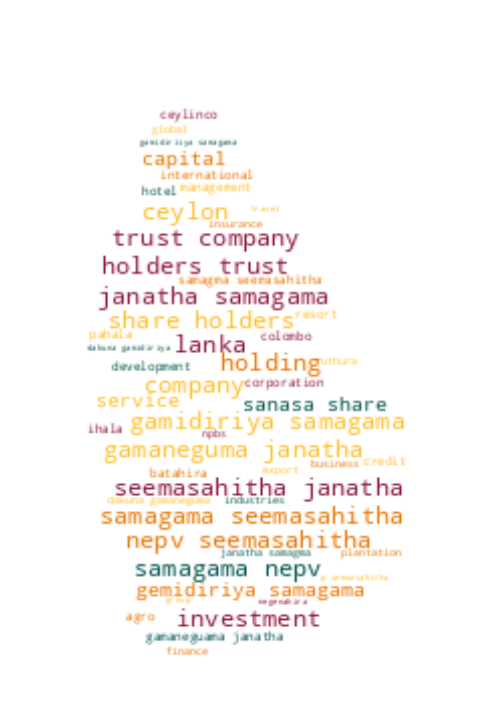 ceylinco
global
gamidiriya samagama
capital
international
hotel management
ceylon travel
insurance
trust company
holders trust
samagma seemasahitha
janatha samagama
share holders resort
pahala lanka colombo
dakuna gamidiriya holding
development
company corporation
service sanasa share
gamidiriya samagama
ihala npbs
gamaneguma janatha
batahira export business credit
seemasahitha janatha
dakuna gamaneguma industries
samagama seemasahitha
nepv seemasahitha
janatha samagma plantation
samagama nepv
p seemasahitha
gemidiriya samagama
group negenahira
agro investment
gamaneguama janatha
finance